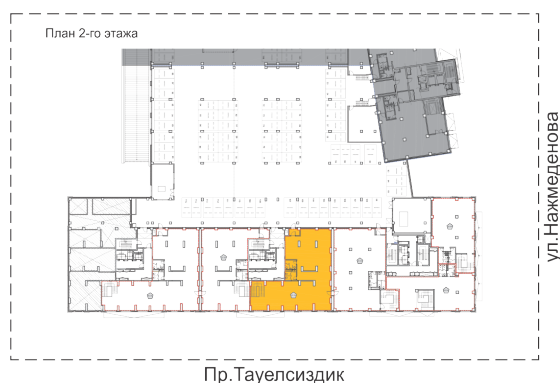 План 2-го этажа
ул.Нажмеденова
Пр.Тауелсиздик